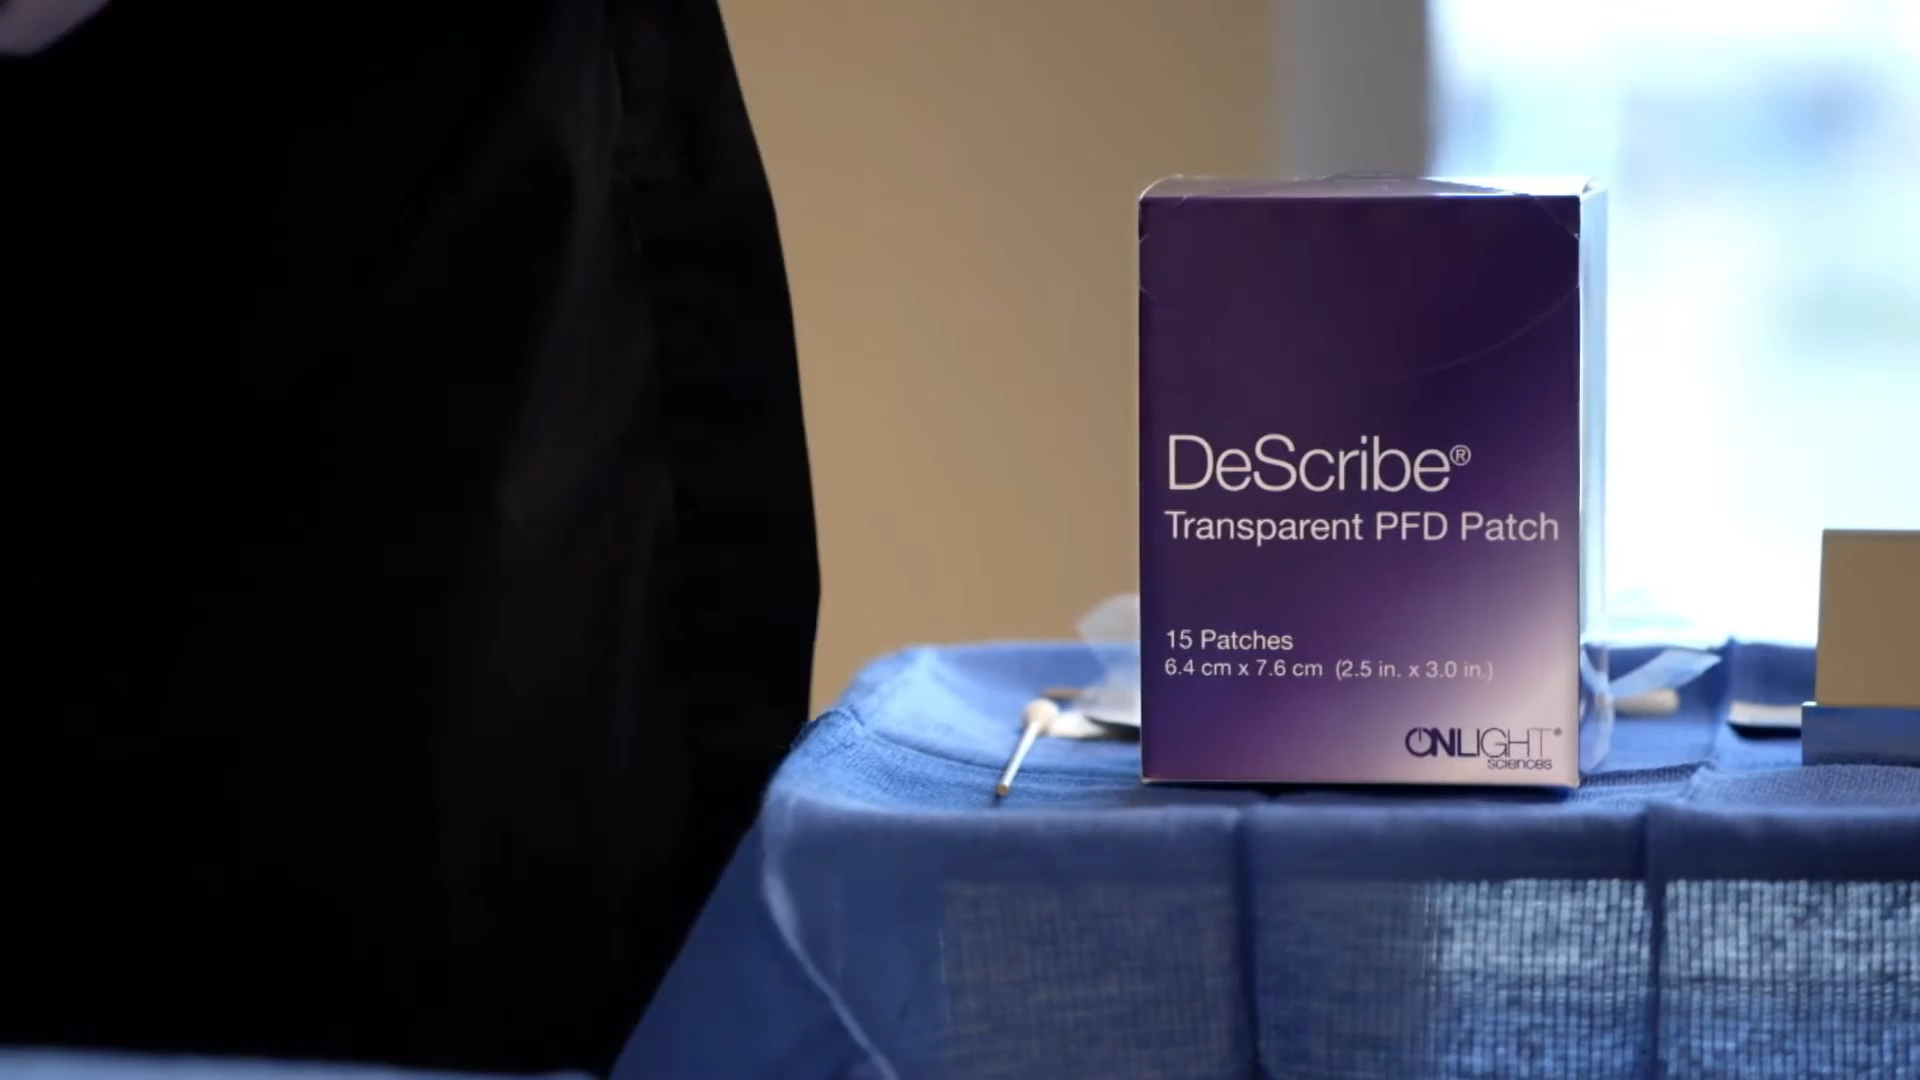 DeScribe®
Transparent PFD Patch
15 Patches
6.4 cm x 7.6 cm (2.5 in. x 3.0 in.)
ONLIGHT®
sciences